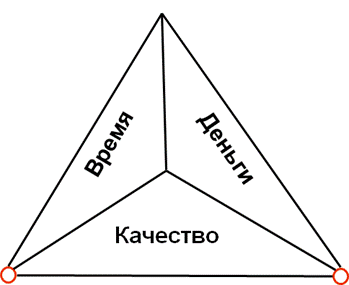 Время
Деньги
Качество